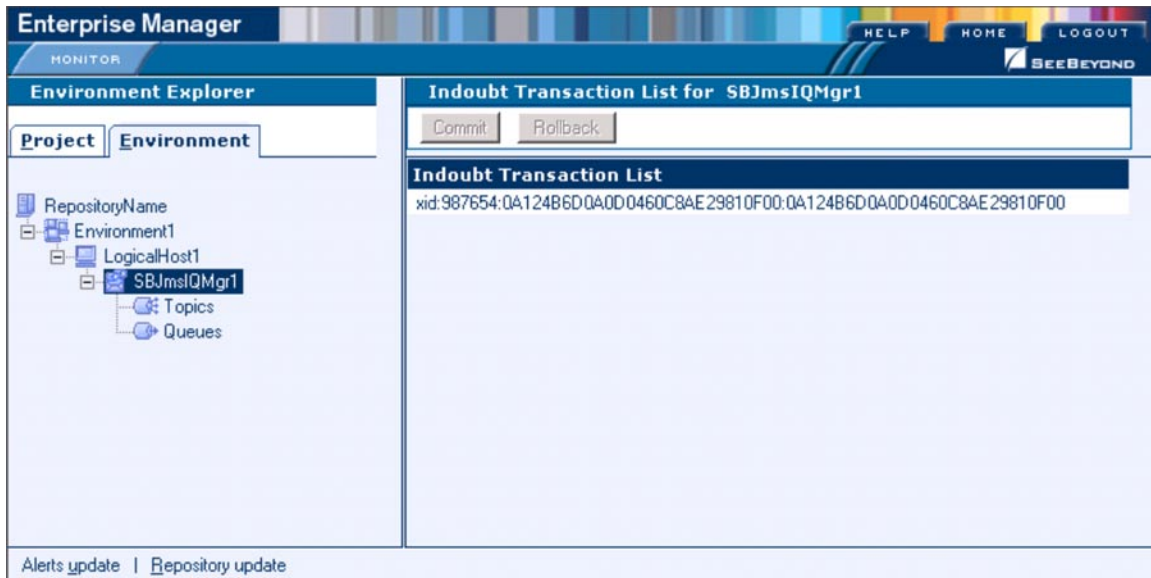 Enterprise Manager
HELP
HOME
LOGOUT
MONITOR
SEEBEYOND
Environment Explorer
Project
Environment
RepositoryName
Environment1
LogicalHost1
SBJmsIQMgr1
Topics
Queues
Indoubt Transaction List for SBJmsIQMgr1
Commit
Rollback
Indoubt Transaction List
xid:987654:0A124B6D0A0D0460C8AE29810F00:0A124B6D0A0D0460C8AE29810F00
Alerts update | Repository update